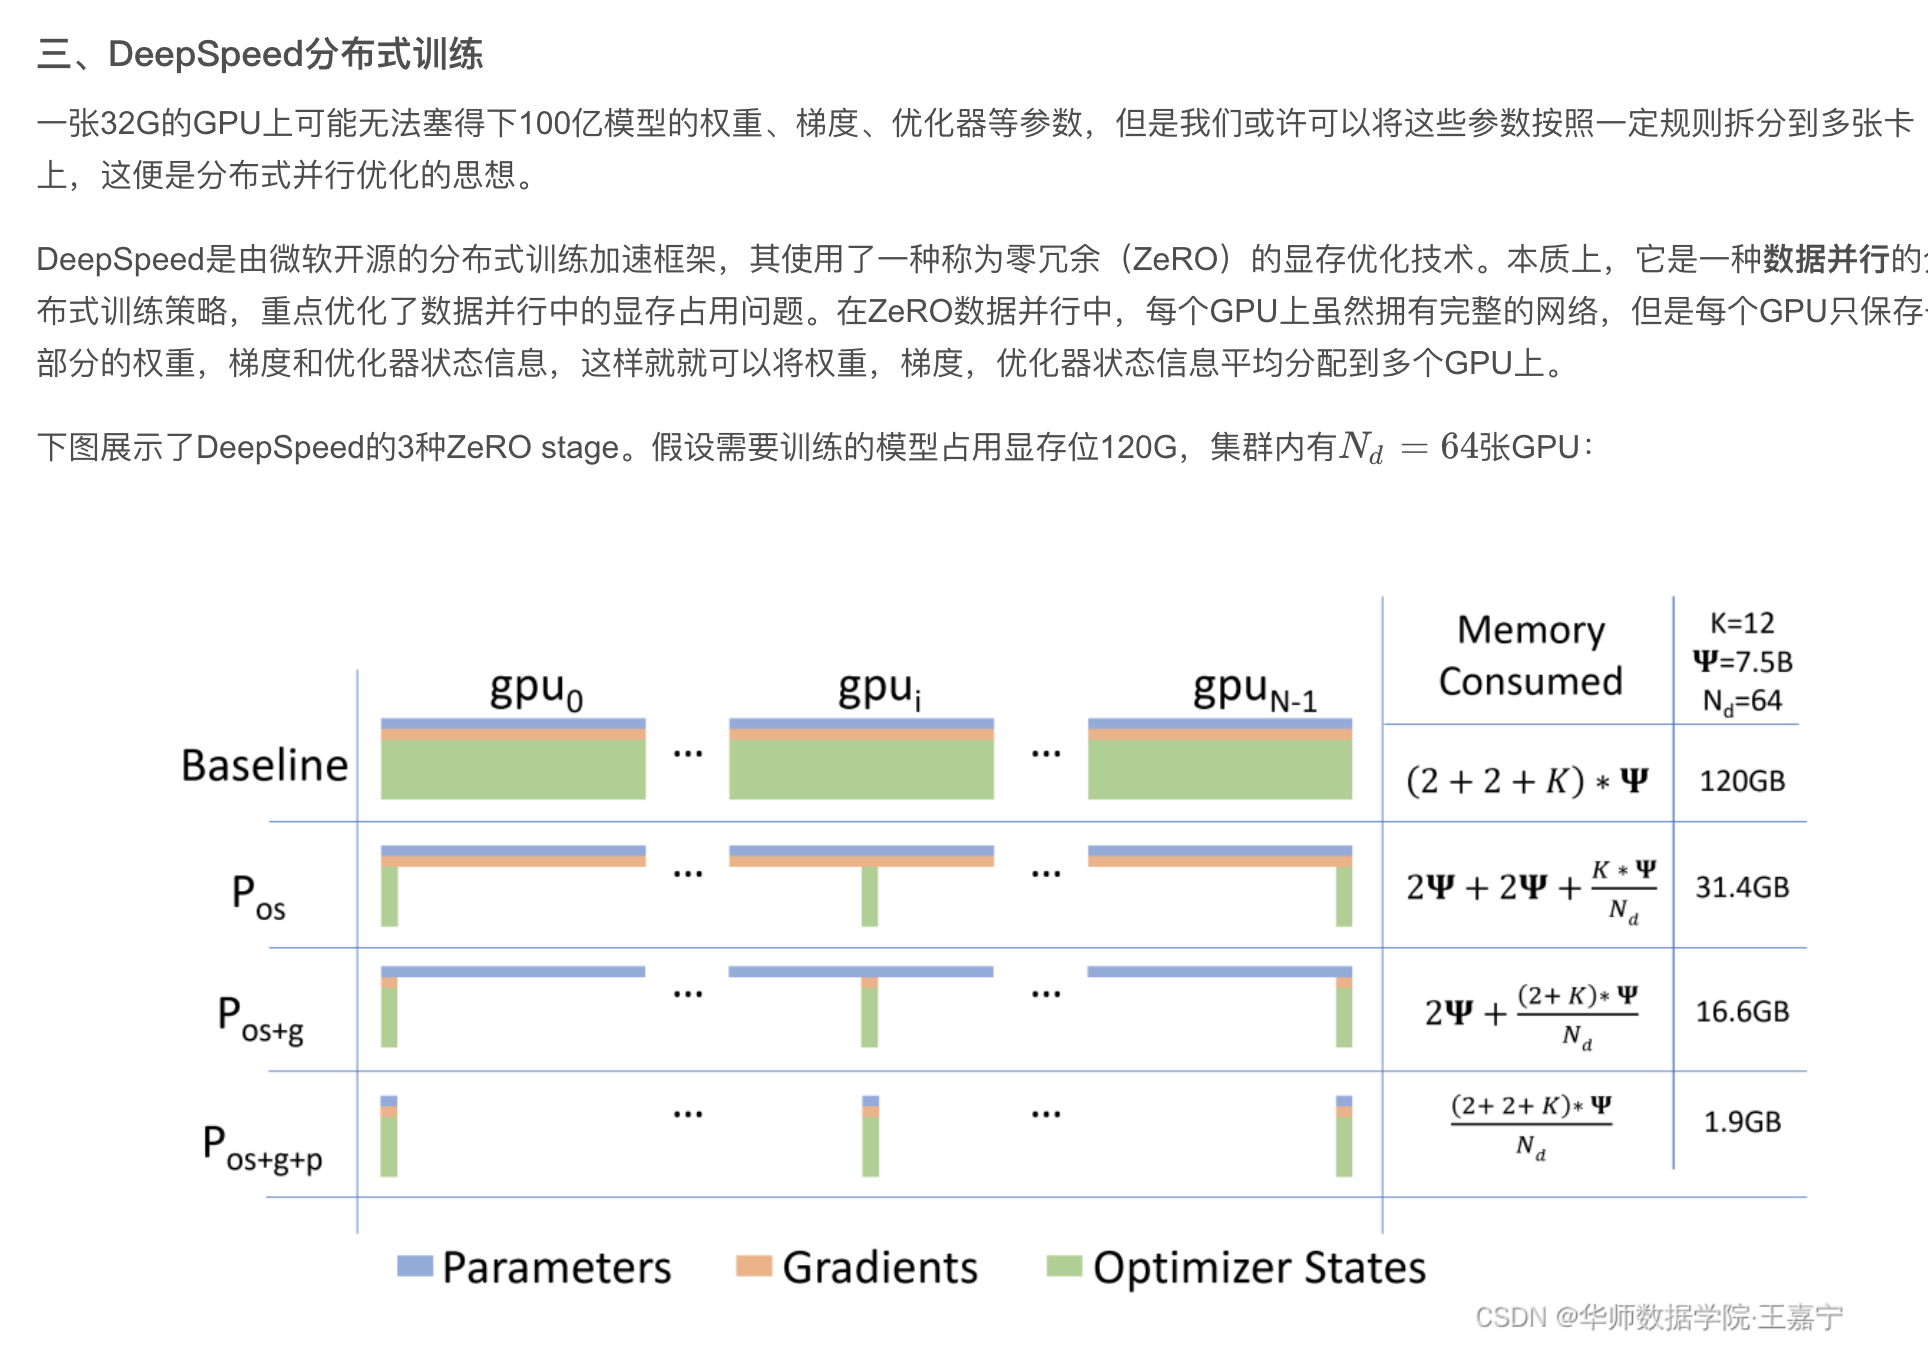 三、DeepSpeed分布式训练
一张32G的GPU上可能无法塞得下100亿模型的权重、梯度、优化器等参数，但是我们或许可以将这些参数按照一定规则拆分到多张卡
上，这便是分布式并行优化的思想。
DeepSpeed是由微软开源的分布式训练加速框架，其使用了一种称为零冗余（ZeRO）的显存优化技术。本质上，它是一种数据并行的
布式训练策略，重点优化了数据并行中的显存占用问题。在ZeRO数据并行中，每个GPU上虽然拥有完整的网络，但是每个GPU只保存
部分的权重，梯度和优化器状态信息，这样就就可以将权重，梯度，优化器状态信息平均分配到多个GPU上。
下图展示了DeepSpeed的3种ZeRO stage。假设需要训练的模型占用显存位120G，集群内有N_d = 64张GPU：
gpu_0 gpu_i gpu_{N-1}
Memory
Consumed
K=12
Ψ=7.5B
N_d=64
Baseline ... ... (2 + 2 + K) * Ψ 120GB
P_{os} ... ... 2Ψ + 2Ψ + \frac{K * Ψ}{N_d} 31.4GB
P_{os+g} ... ... 2Ψ + \frac{(2+ K)* Ψ}{N_d} 16.6GB
P_{os+g+p} ... ... \frac{(2+ 2+ K)* Ψ}{N_d} 1.9GB
Parameters Gradients Optimizer States
CSDN @华师数据学院·王嘉宁